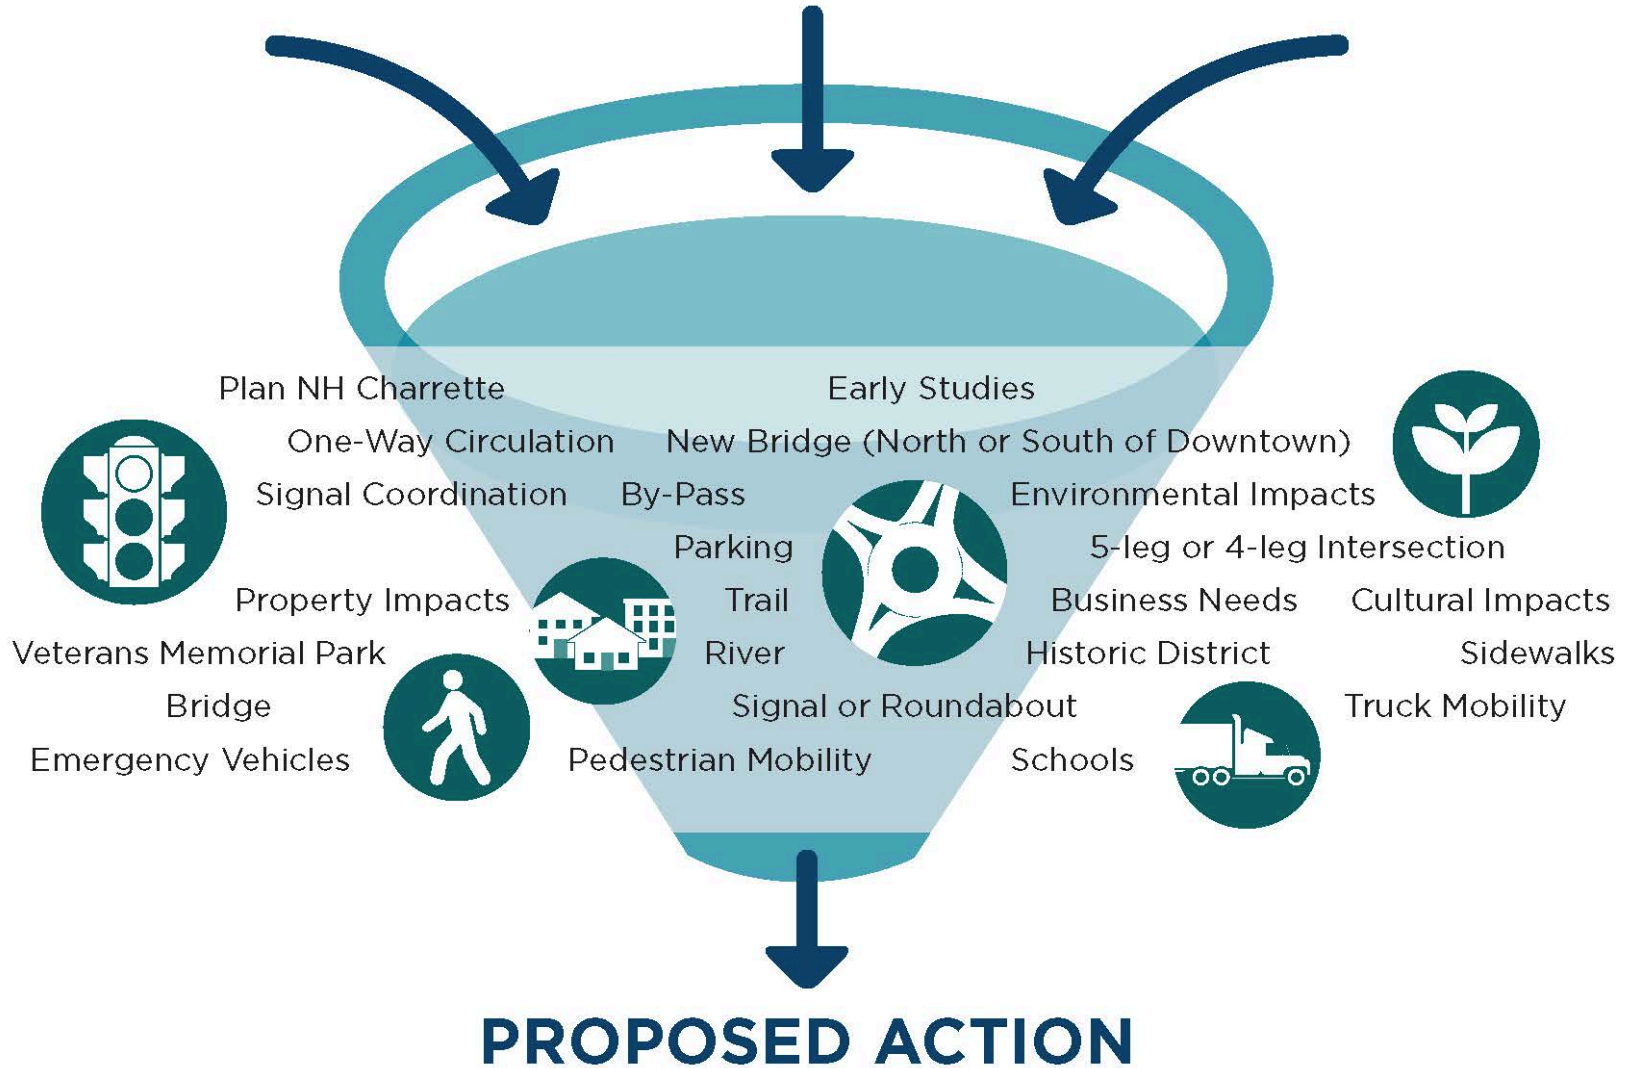 Plan NH Charrette Early Studies
One-Way Circulation New Bridge (North or South of Downtown)
Signal Coordination By-Pass Environmental Impacts
Parking 5-leg or 4-leg Intersection
Property Impacts Trail Business Needs Cultural Impacts
Veterans Memorial Park River Historic District Sidewalks
Bridge Signal or Roundabout Truck Mobility
Emergency Vehicles Pedestrian Mobility Schools
PROPOSED ACTION